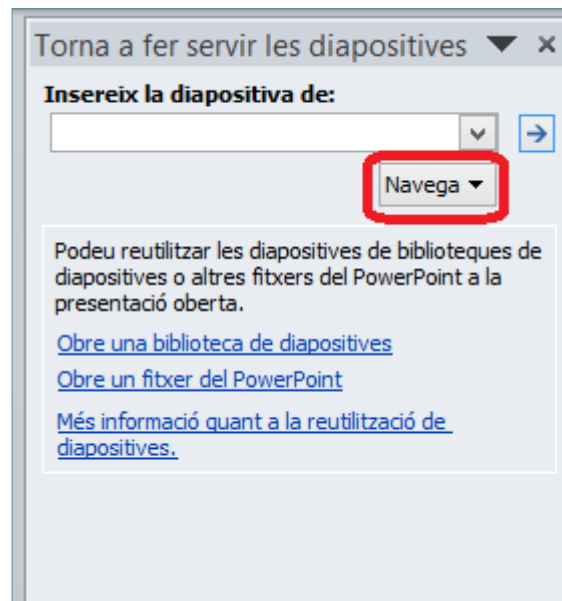 Torna a fer servir les diapositives
Insereix la diapositiva de:
Navega
Podeu reutilitzar les diapositives de biblioteques de
diapositives o altres fitxers del PowerPoint a la
presentació oberta.
Obre una biblioteca de diapositives
Obre un fitxer del PowerPoint
Més informació quant a la reutilització de
diapositives.